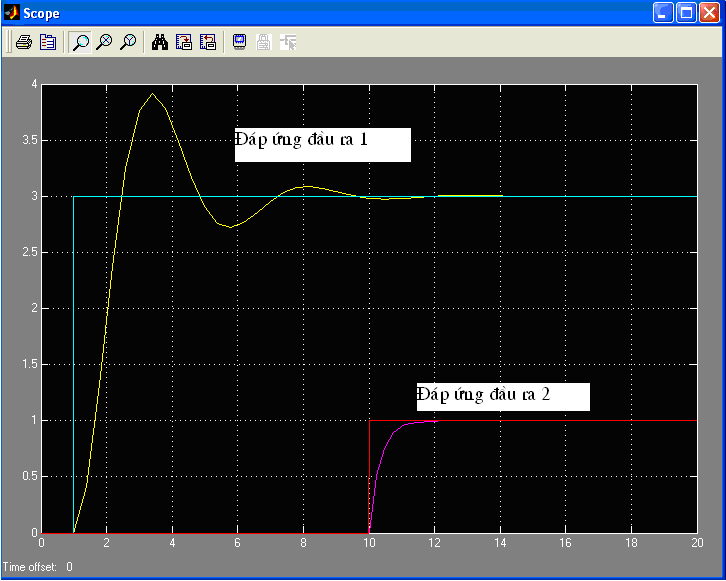 Scope
4
3.5
Đáp ứng đầu ra 1
3
2.5
2
1.5
Đáp ứng đầu ra 2
1
0.5
0
0 2 4 6 8 10 12 14 16 18 20
Time offset: 0